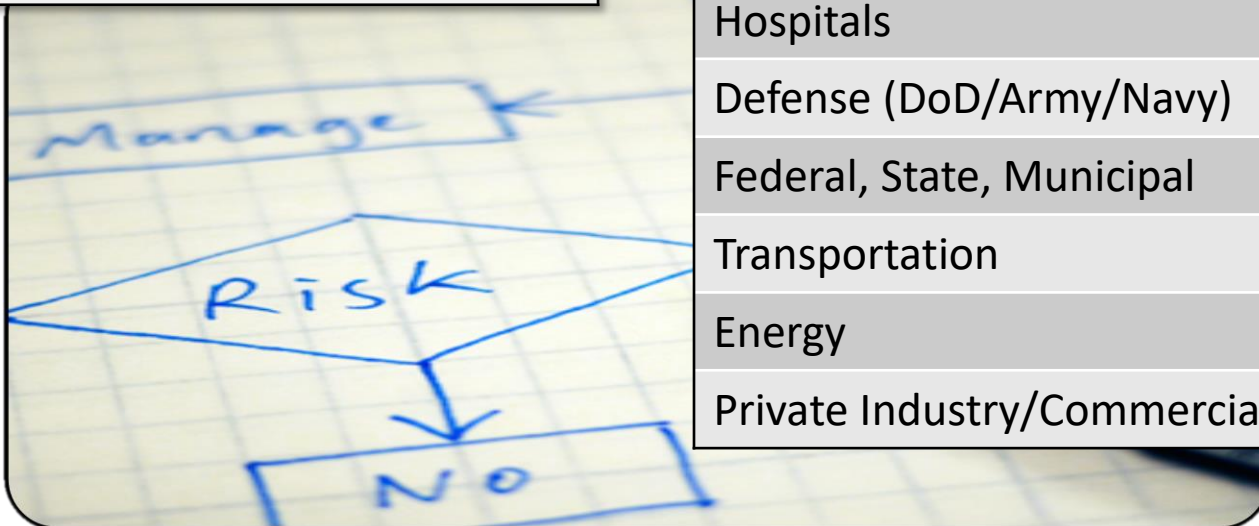 Hospitals
Defense (DoD/Army/Navy)
Federal, State, Municipal
Transportation
Energy
Private Industry/Commercia
Manage
Risk
No